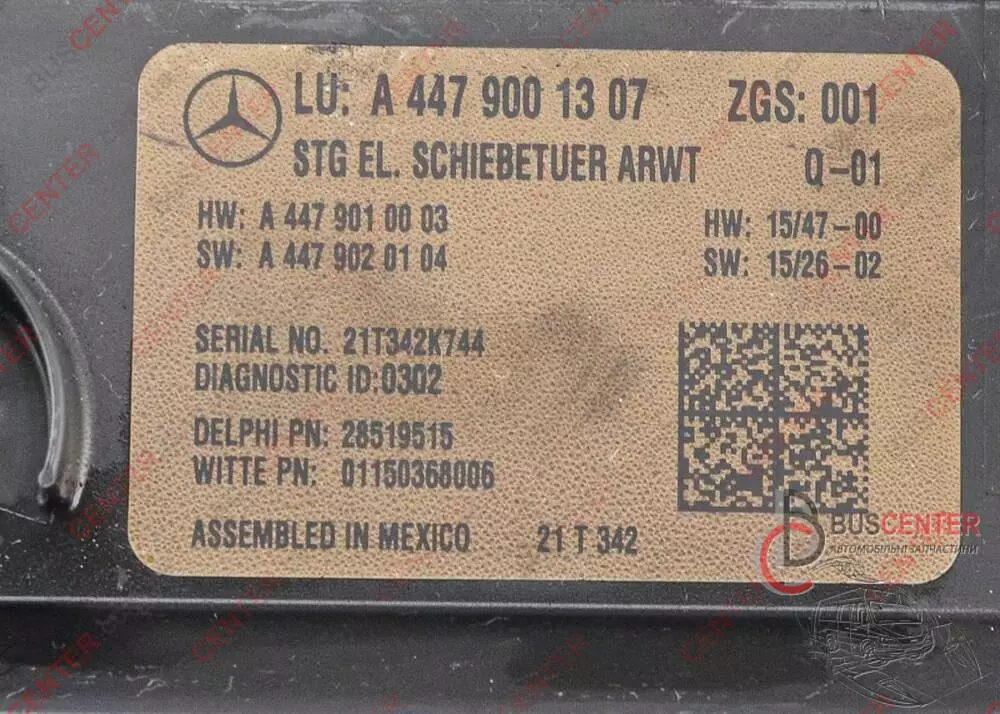 LU: A 447 900 13 07 ZGS: 001
STG EL. SCHIEBETUER ARWT Q-01
HW: A 447 901 00 03 HW: 15/47-00
SW: A 447 902 01 04 SW: 15/26-02
SERIAL NO. 21T342K744
DIAGNOSTIC ID:0302
DELPHI PN: 28519515
WITTE PN: 01150368006
ASSEMBLED IN MEXICO 21 T 342
BUSCENTER
АВТОМОБІЛЬНІ ЗАПЧАСТИНИ